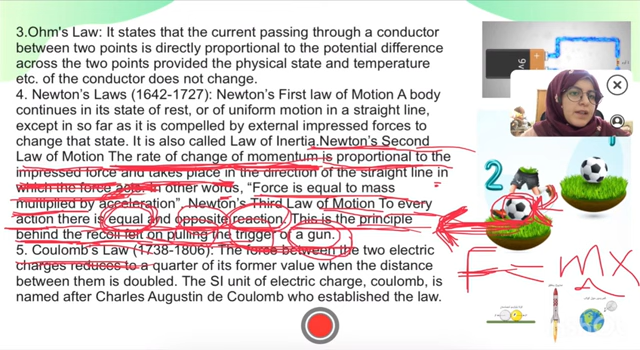 3.Ohm's Law: It states that the current passing through a conductor
between two points is directly proportional to the potential difference
across the two points provided the physical state and temperature
etc. of the conductor does not change.
4. Newton's Laws (1642-1727): Newton's First law of Motion A body
continues in its state of rest, or of uniform motion in a straight line,
except in so far as it is compelled by external impressed forces to
change that state. It is also called Law of Inertia.Newton's Second
Law of Motion The rate of change of momntum is proportional to the
impressed force and takes place in the direction of the straight line in
which the force acts. In other words, “Force is equal to mass
multiplied by acceleration”. Newton's Third Law of Motion To every
action there is equal and opposite reaction. This is the principle
behind the recoil felt on pulling the trigger of a gun.
5. Coulomb's Law (1738-1806): The force between the two electric
charges reduces to a quarter of its former value when the distance
between them is doubled. The SI unit of electric charge, coulomb, is
named after Charles Augustin de Coulomb who established the law.
9V
2
F = m x